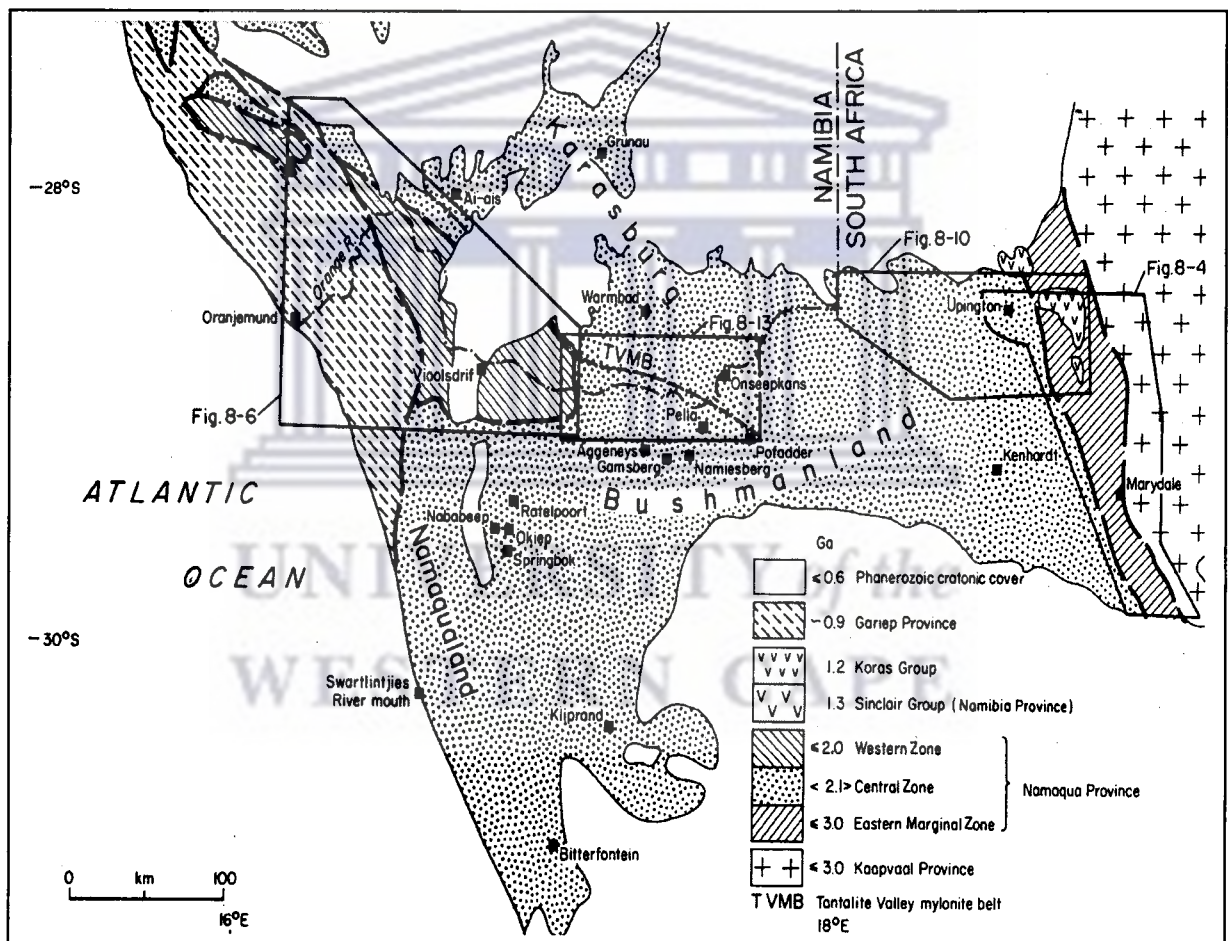 NAMIBIA
SOUTH AFRICA
−28°S
Grunau
Tarasburg
Ai-ais
Fig.8-10
Fig.8-4
Orange R.
Warmbad
Upington
Oranjemund
Fig.8-13
TVMB
Vioolsdrif
Onseepkans
Fig.8-6
Pella
Pofadder
Aggeneys
Gamsberg
Namiesberg
Kenhardt
Bushmanland
Marydale
ATLANTIC
OCEAN
Ratelpoort
Nababeep
Okiep
Springbok
Namaqualand
UNIVERSITY of the
WESTERN CAPE
−30°S
Swartlintjies
River mouth
Kliprand
Bitterfontein
Ga
≤0.6 Phanerozoic cratonic cover
~0.9 Gariep Province
1.2 Koras Group
1.3 Sinclair Group (Namibia Province)
≤2.0 Western Zone
<2.1> Central Zone
Namaqua Province
≤3.0 Eastern Marginal Zone
≤3.0 Kaapvaal Province
TVMB Tantalite Valley mylonite belt
0 km 100
16°E
18°E